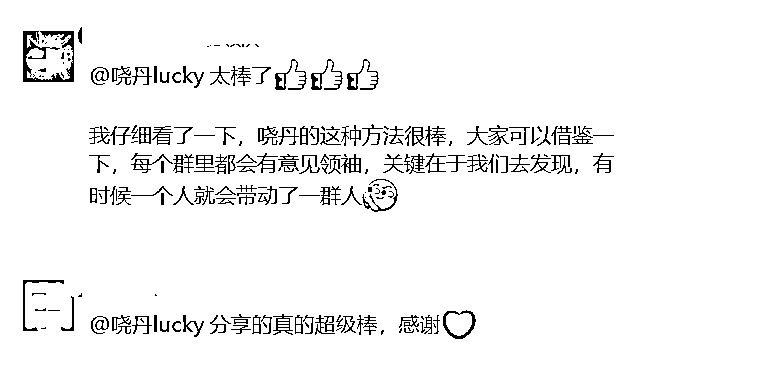 @哓丹lucky 太棒了👍👍👍
我仔细看了一下，哓丹的这种方法很棒，大家可以借鉴一
下，每个群里都会有意见领袖，关键在于我们去发现，有
时候一个人就会带动了一群人
@哓丹lucky 分享的真的超级棒，感谢